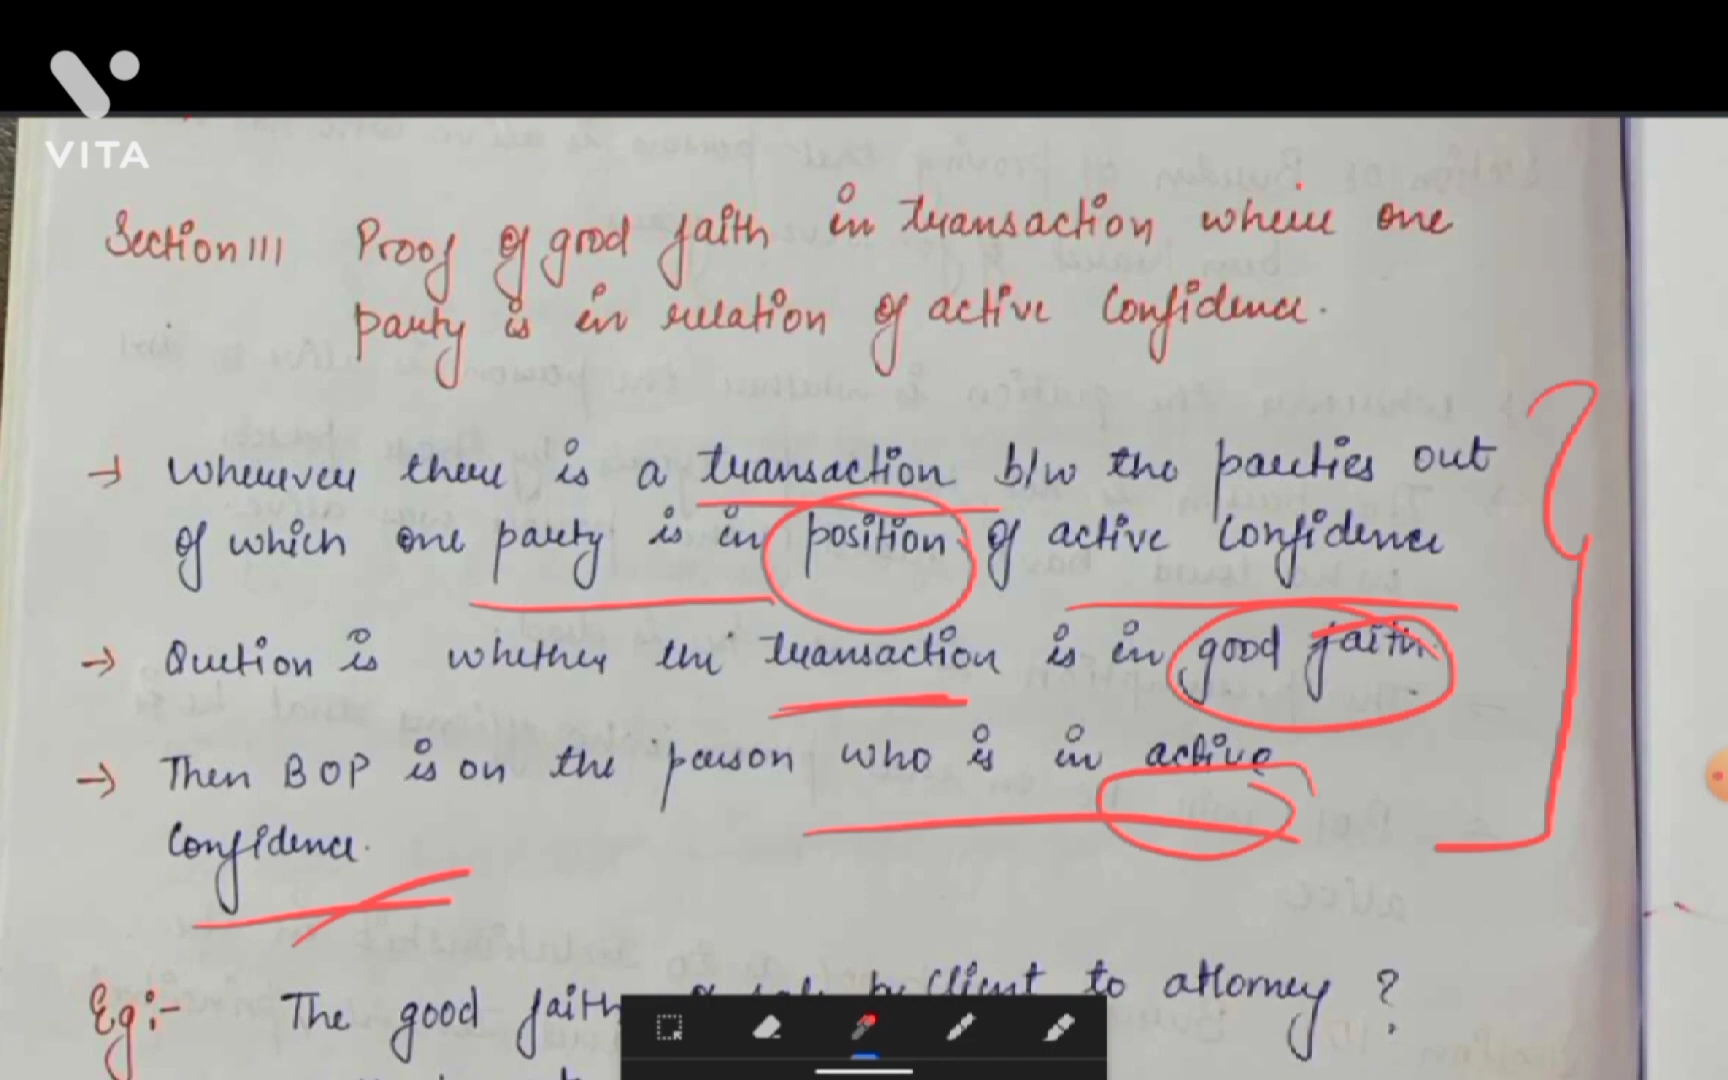 VITA
Section 111 Proof of good faith in transaction where one
party is in relation of active Confidence.
→ Whenever there is a transaction b/w the parties out
of which one party is in position of active Confidence
→ Quetion is whether the transaction is in good faith.
→ Then BOP is on the person who is in active
Confidence.
Eg:- The good faith by client to attorney ?